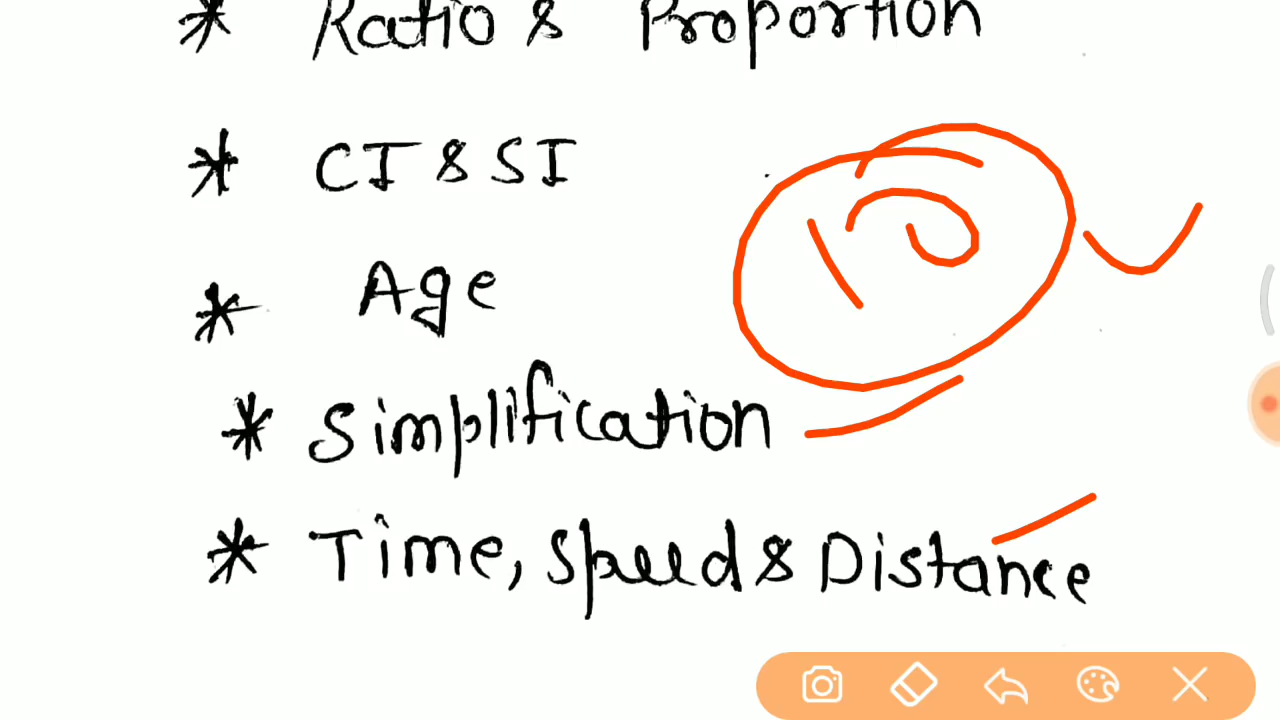 * Ratio & Proportion
* CI & SI
* Age
* Simplification
* Time, Speed & Distance